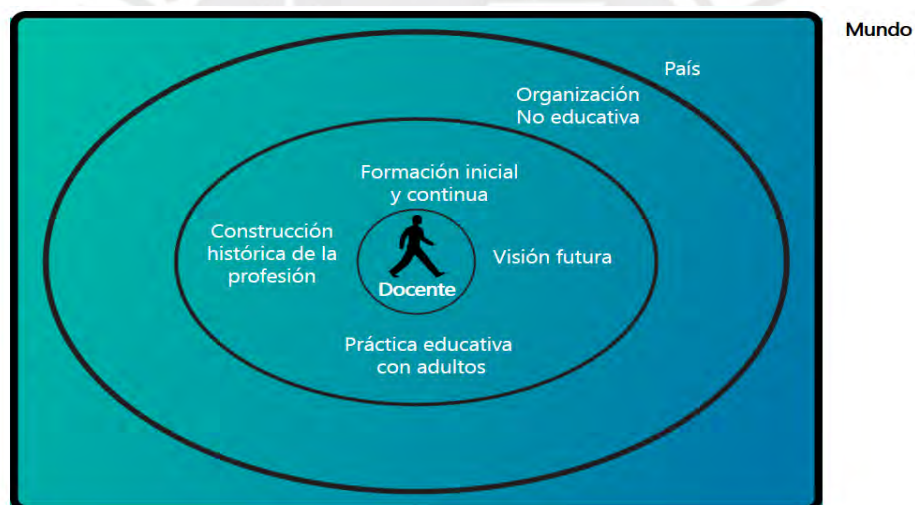 Mundo
País
Organización
No educativa
Formación inicial
y continua
Construcción
histórica de la
profesión
Visión futura
Docente
Práctica educativa
con adultos